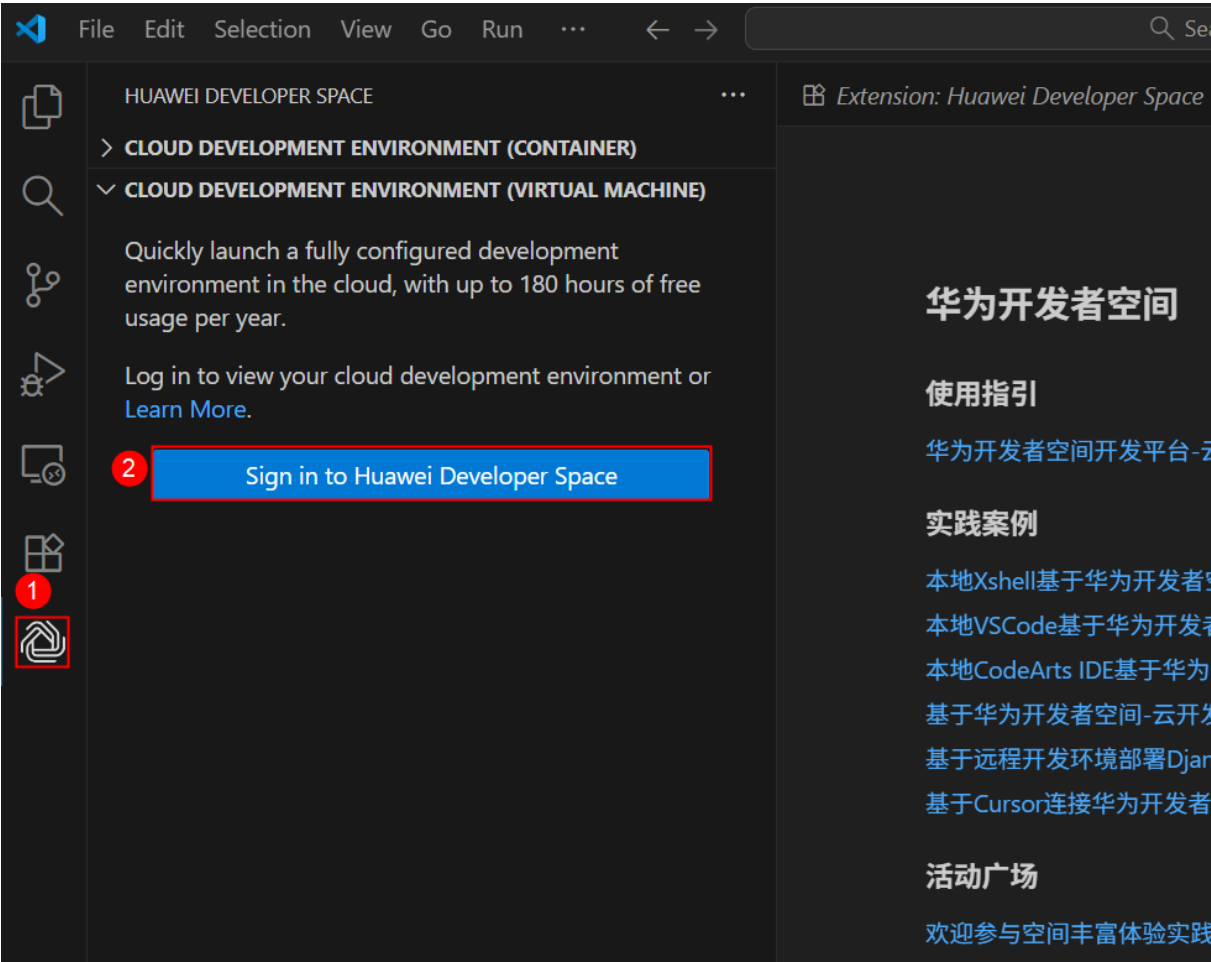 File Edit Selection View Go Run ··· ← →
HUAWEI DEVELOPER SPACE ···
Extension: Huawei Developer Space
CLOUD DEVELOPMENT ENVIRONMENT (CONTAINER)
CLOUD DEVELOPMENT ENVIRONMENT (VIRTUAL MACHINE)
Quickly launch a fully configured development
environment in the cloud, with up to 180 hours of free
usage per year.
Log in to view your cloud development environment or
Learn More.
2
Sign in to Huawei Developer Space
1
华为开发者空间
使用指引
华为开发者空间开发平台-
实践案例
本地Xshell基于华为开发者
本地VSCode基于华为开发
本地CodeArts IDE基于华为
基于华为开发者空间-云开
基于远程开发环境部署
基于Cursor连接华为开发者
活动广场
欢迎参与空间丰富体验实践